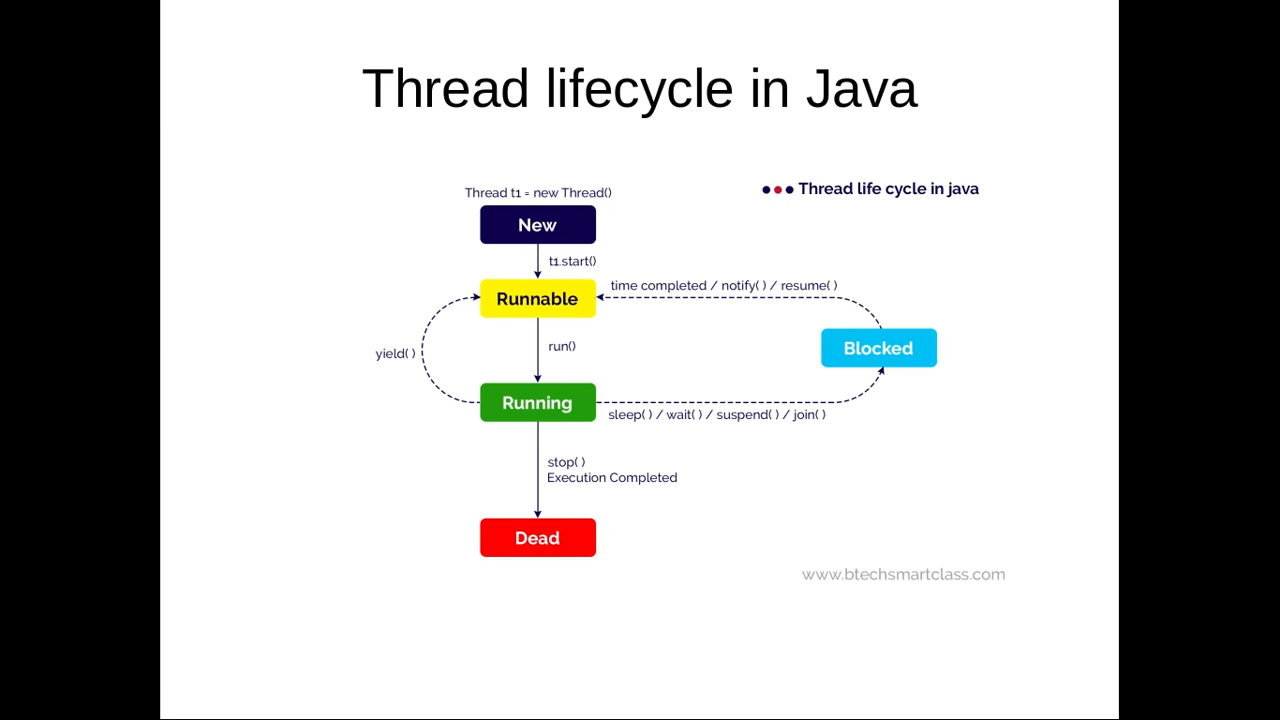 Thread lifecycle in Java
Thread t1 = new Thread()
●●● Thread life cycle in java
New
t1.start()
time completed / notify( ) / resume( )
Runnable
run()
Blocked
yield( )
Running
sleep( ) / wait( ) / suspend( ) / join( )
stop( )
Execution Completed
Dead
www.btechsmartclass.com